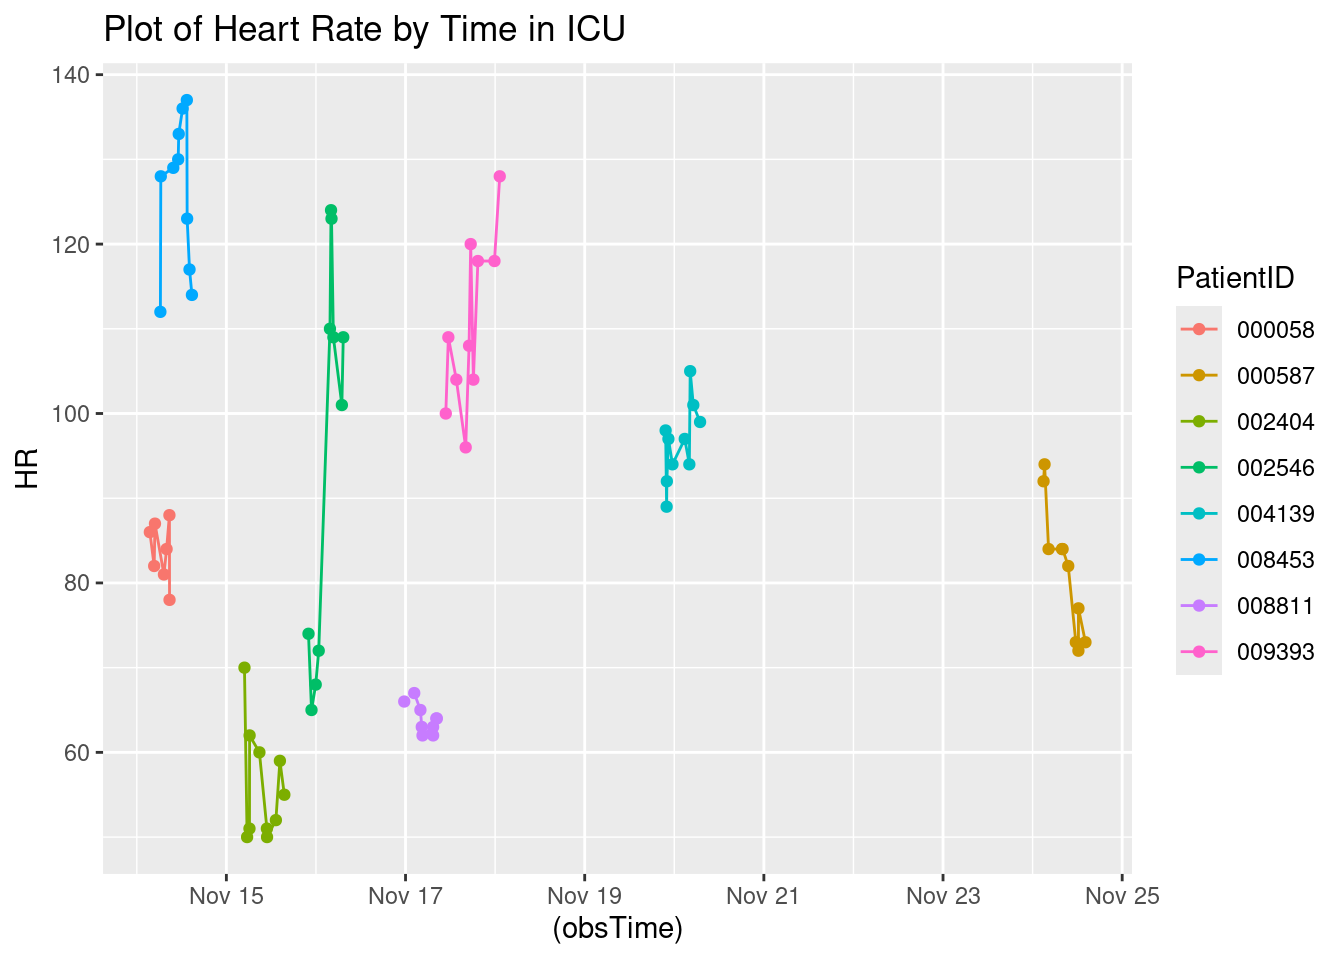 Plot of Heart Rate by Time in ICU
140
120
100
80
60
HR
Nov 15
Nov 17
Nov 19
Nov 21
Nov 23
Nov 25
(obsTime)
PatientID
000058
000587
002404
002546
004139
008453
008811
009393